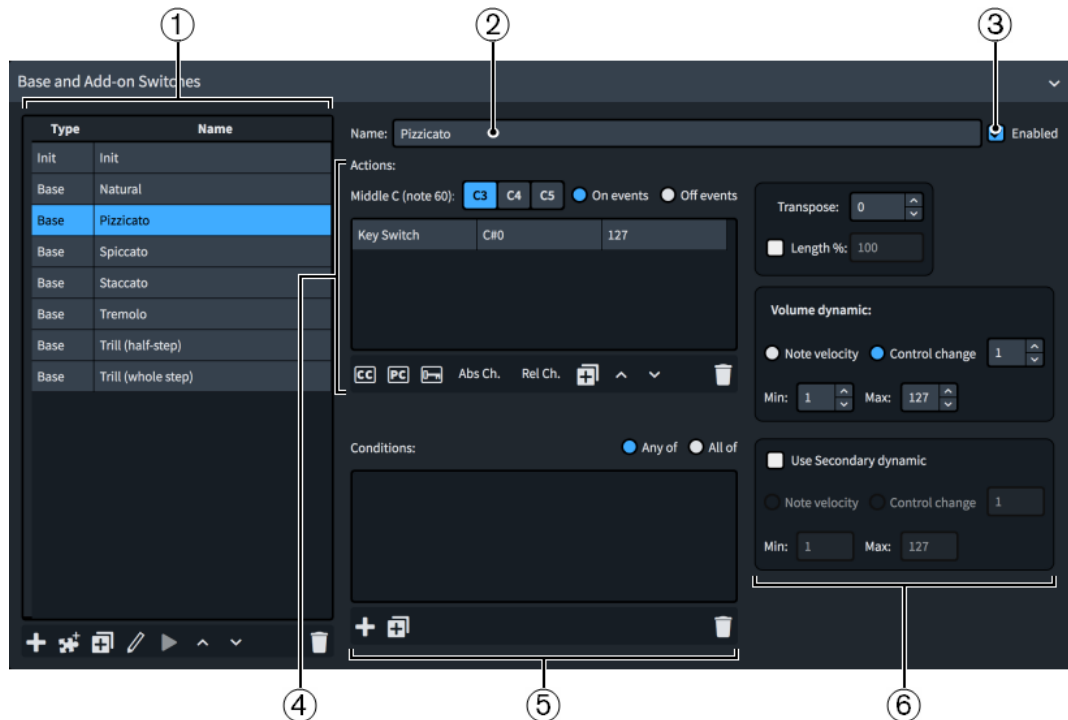 ① ② ③
Base and Add-on Switches
Type Name
Init Init
Base Natural
Base Pizzicato
Base Spiccato
Base Staccato
Base Tremolo
Base Trill (half-step)
Base Trill (whole step)
Name: Pizzicato Enabled
Actions:
Middle C (note 60): C3 C4 C5 On events Off events
Key Switch C#0 127
CC PC Abs Ch. Rel Ch.
Conditions: Any of All of
Transpose: 0
Length %: 100
Volume dynamic:
Note velocity Control change 1
Min: 1 Max: 127
Use Secondary dynamic
Note velocity Control change 1
Min: 1 Max: 127
④ ⑤ ⑥